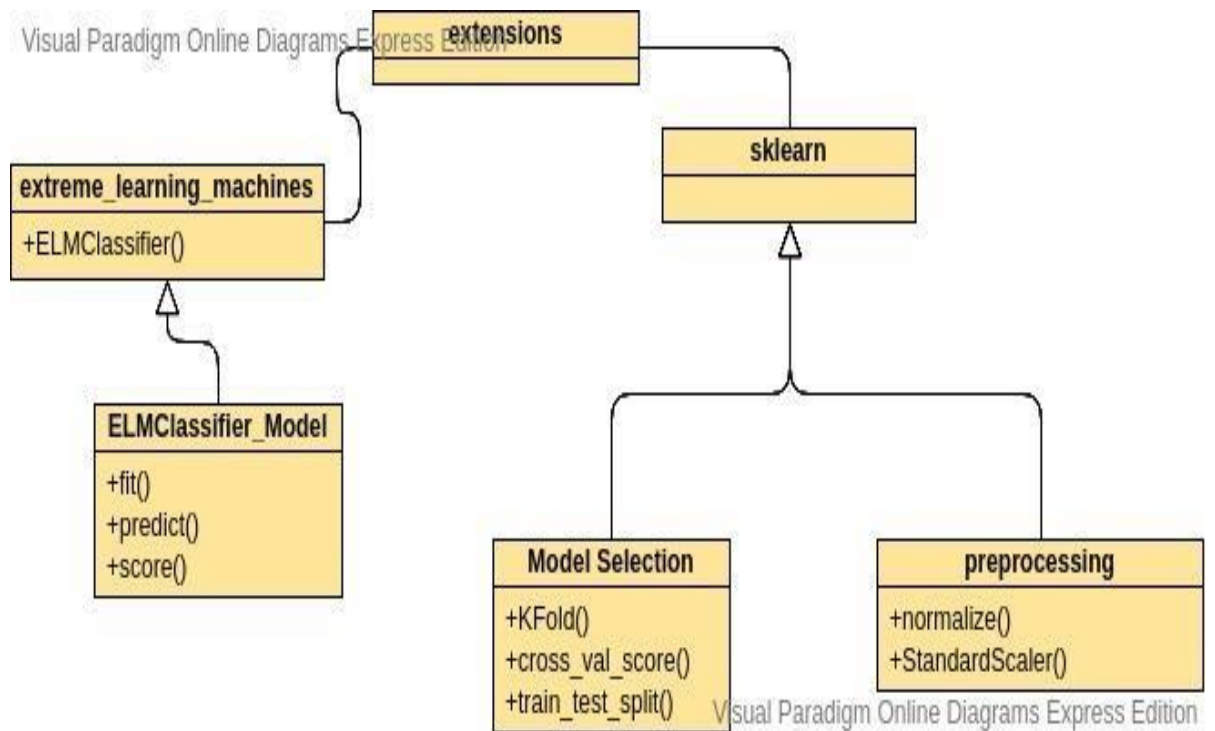 Visual Paradigm Online Diagrams Express Edition
extensions
sklearn
extreme_learning_machines
+ELMClassifier()
ELMClassifier_Model
+fit()
+predict()
+score()
Model Selection
+KFold()
+cross_val_score()
+train_test_split()
preprocessing
+normalize()
+StandardScaler()
Visual Paradigm Online Diagrams Express Edition